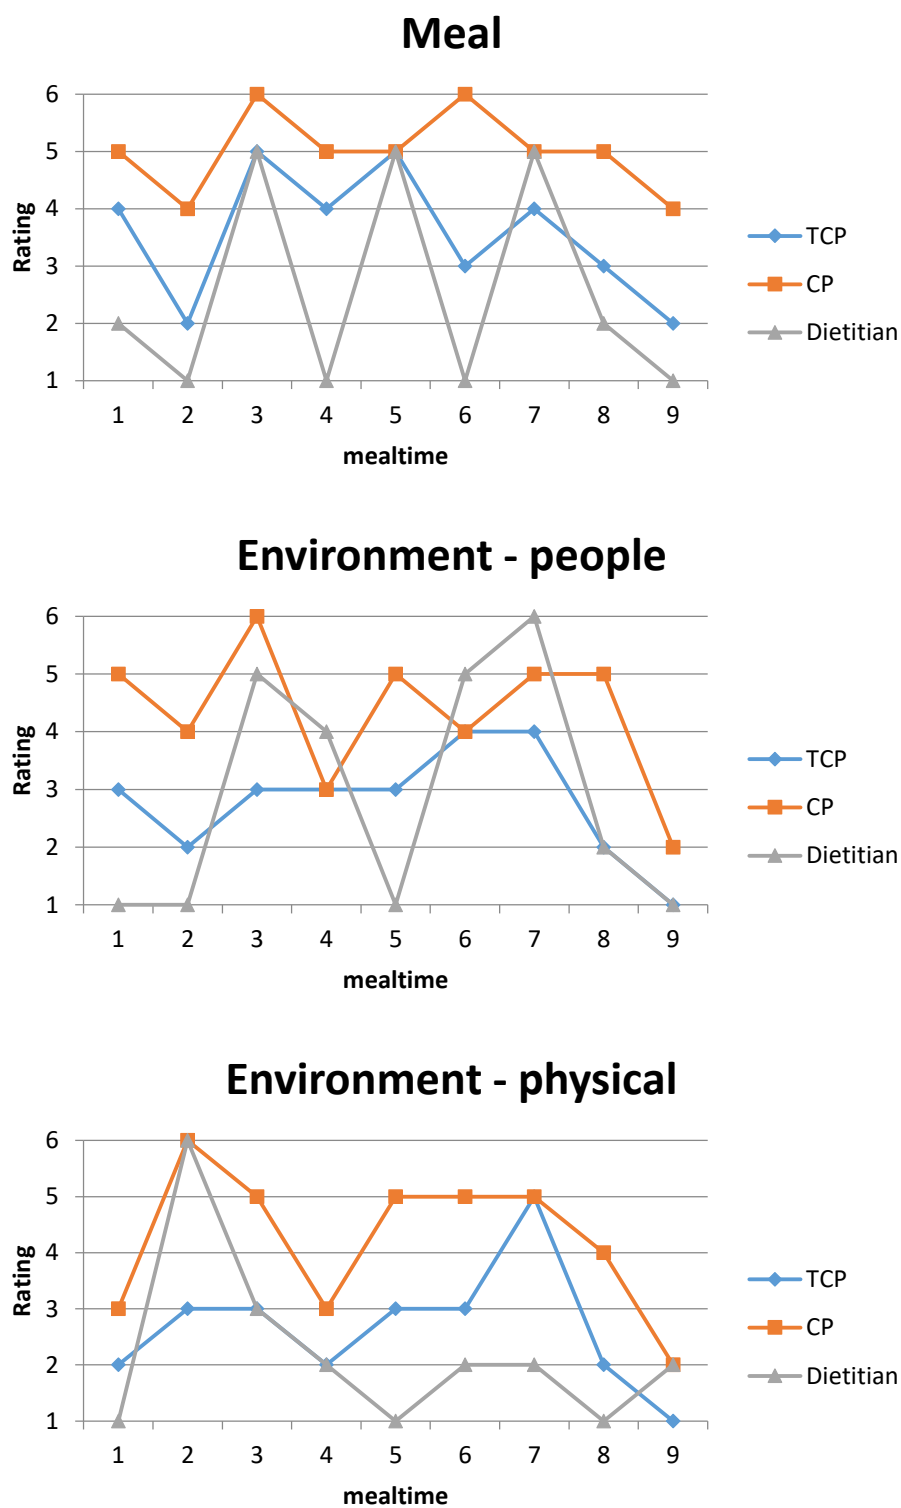 Meal
6
5
4
3
2
1
Rating
1 2 3 4 5 6 7 8 9
mealtime
TCP
CP
Dietitian
Environment - people
6
5
4
3
2
1
Rating
1 2 3 4 5 6 7 8 9
mealtime
TCP
CP
Dietitian
Environment - physical
6
5
4
3
2
1
Rating
1 2 3 4 5 6 7 8 9
mealtime
TCP
CP
Dietitian